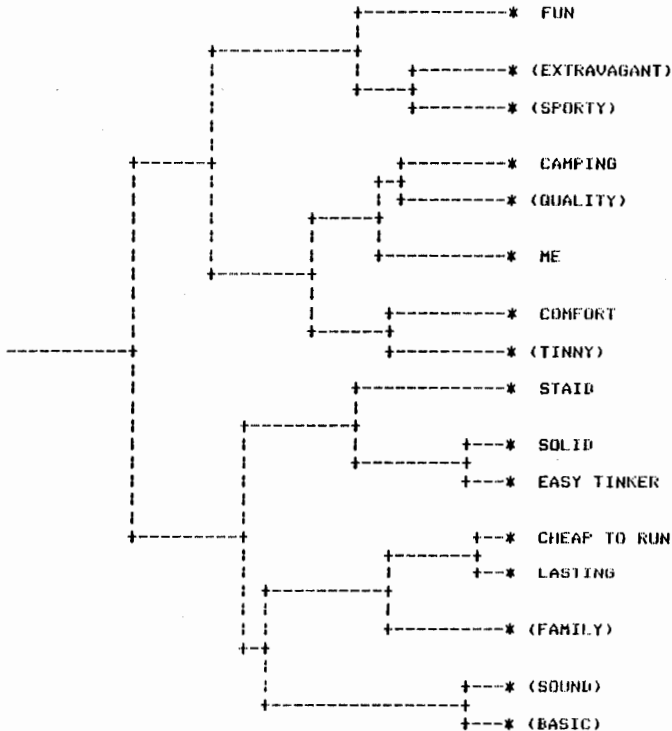 FUN
(EXTRAVAGANT)
(SPORTY)
CAMPING
(QUALITY)
ME
COMFORT
(TINNY)
STAID
SOLID
EASY TINKER
CHEAP TO RUN
LASTING
(FAMILY)
(SOUND)
(BASIC)